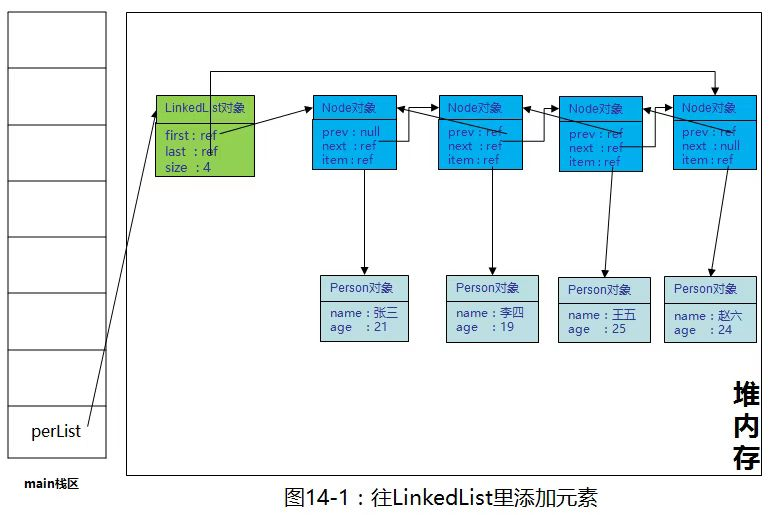 LinkedList对象
first : ref
last : ref
size : 4
Node对象
prev : null
next : ref
item : ref
Node对象
prev : ref
next : ref
item : ref
Node对象
prev : ref
next : ref
item : ref
Node对象
prev : ref
next : null
item : ref
Person对象
name : 张三
age : 21
Person对象
name : 李四
age : 19
Person对象
name : 王五
age : 25
Person对象
name : 赵六
age : 24
堆内存
perList
main栈区
图14-1：往LinkedList里添加元素